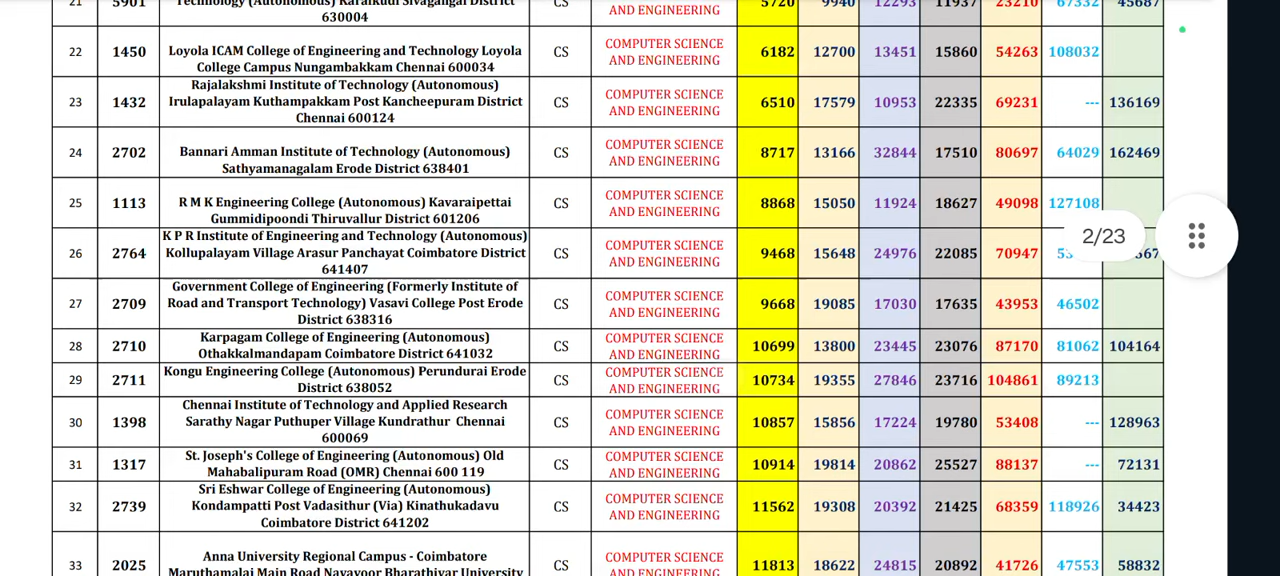 21 5901 Technology (Autonomous) Karaikudi Sivagangai District CS AND ENGINEERING 5720 9940 12293 11937 23210 67332 45687
630004
22 1450 Loyola ICAM College of Engineering and Technology Loyola CS COMPUTER SCIENCE 6182 12700 13451 15860 54263 108032
College Campus Nungambakkam Chennai 600034 AND ENGINEERING
Rajalakshmi Institute of Technology (Autonomous)
23 1432 Irulapalayam Kuthampakkam Post Kancheepuram District CS COMPUTER SCIENCE 6510 17579 10953 22335 69231 --- 136169
Chennai 600124 AND ENGINEERING
24 2702 Bannari Amman Institute of Technology (Autonomous) CS COMPUTER SCIENCE 8717 13166 32844 17510 80697 64029 162469
Sathyamanagalam Erode District 638401 AND ENGINEERING
25 1113 R M K Engineering College (Autonomous) Kavaraipettai CS COMPUTER SCIENCE 8868 15050 11924 18627 49098 127108
Gummidipoondi Thiruvallur District 601206 AND ENGINEERING
2/23
K P R Institute of Engineering and Technology (Autonomous)
26 2764 Kollupalayam Village Arasur Panchayat Coimbatore District CS COMPUTER SCIENCE 9468 15648 24976 22085 70947
641407 AND ENGINEERING
Government College of Engineering (Formerly Institute of
27 2709 Road and Transport Technology) Vasavi College Post Erode CS COMPUTER SCIENCE 9668 19085 17030 17635 43953 46502
District 638316 AND ENGINEERING
28 2710 Karpagam College of Engineering (Autonomous) CS COMPUTER SCIENCE 10699 13800 23445 23076 87170 81062 104164
Othakkalmandapam Coimbatore District 641032 AND ENGINEERING
29 2711 Kongu Engineering College (Autonomous) Perundurai Erode CS COMPUTER SCIENCE 10734 19355 27846 23716 104861 89213
District 638052 AND ENGINEERING
Chennai Institute of Technology and Applied Research
30 1398 Sarathy Nagar Puthuper Village Kundrathur Chennai CS COMPUTER SCIENCE 10857 15856 17224 19780 53408 --- 128963
600069 AND ENGINEERING
31 1317 St. Joseph's College of Engineering (Autonomous) Old CS COMPUTER SCIENCE 10914 19814 20862 25527 88137 --- 72131
Mahabalipuram Road (OMR) Chennai 600 119 AND ENGINEERING
Sri Eshwar College of Engineering (Autonomous)
32 2739 Kondampatti Post Vadasithur (Via) Kinathukadavu CS COMPUTER SCIENCE 11562 19308 20392 21425 68359 118926 34423
Coimbatore District 641202 AND ENGINEERING
Anna University Regional Campus - Coimbatore
33 2025 Maruthamalai Main Road Navavoor Bharathiyar University CS COMPUTER SCIENCE 11813 18622 24815 20892 41726 47553 58832
AND ENGINEERING